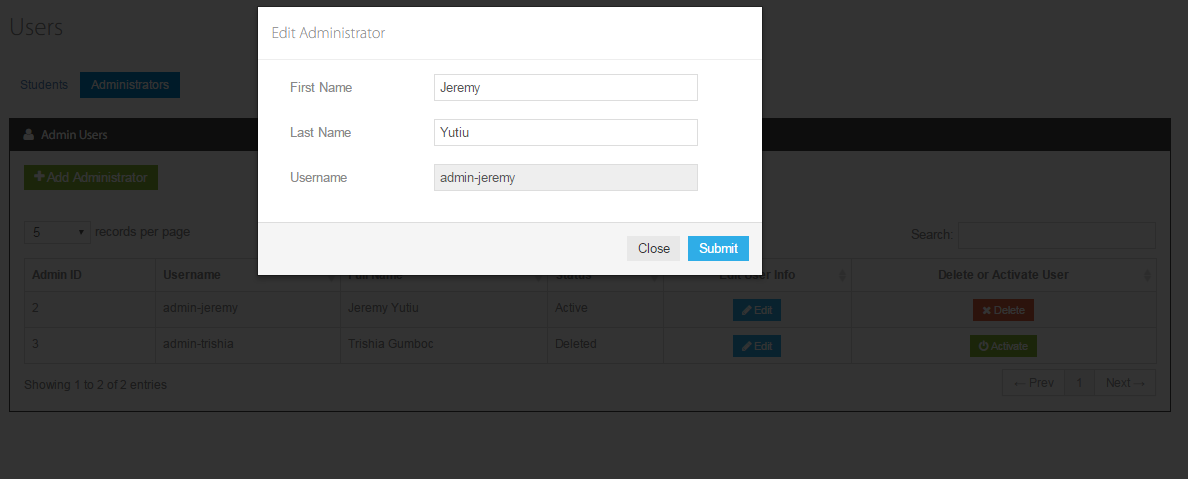 Users
Edit Administrator
First Name Jeremy
Last Name Yutiu
Username admin-jeremy
Close Submit
Students Administrators
Admin Users
Add Administrator
5 records per page Search:
Admin ID Username Full Name Status Edit User Info Delete or Activate User
2 admin-jeremy Jeremy Yutiu Active Edit Delete
3 admin-trishia Trishia Gumboc Deleted Edit Activate
Showing 1 to 2 of 2 entries ← Prev 1 Next →